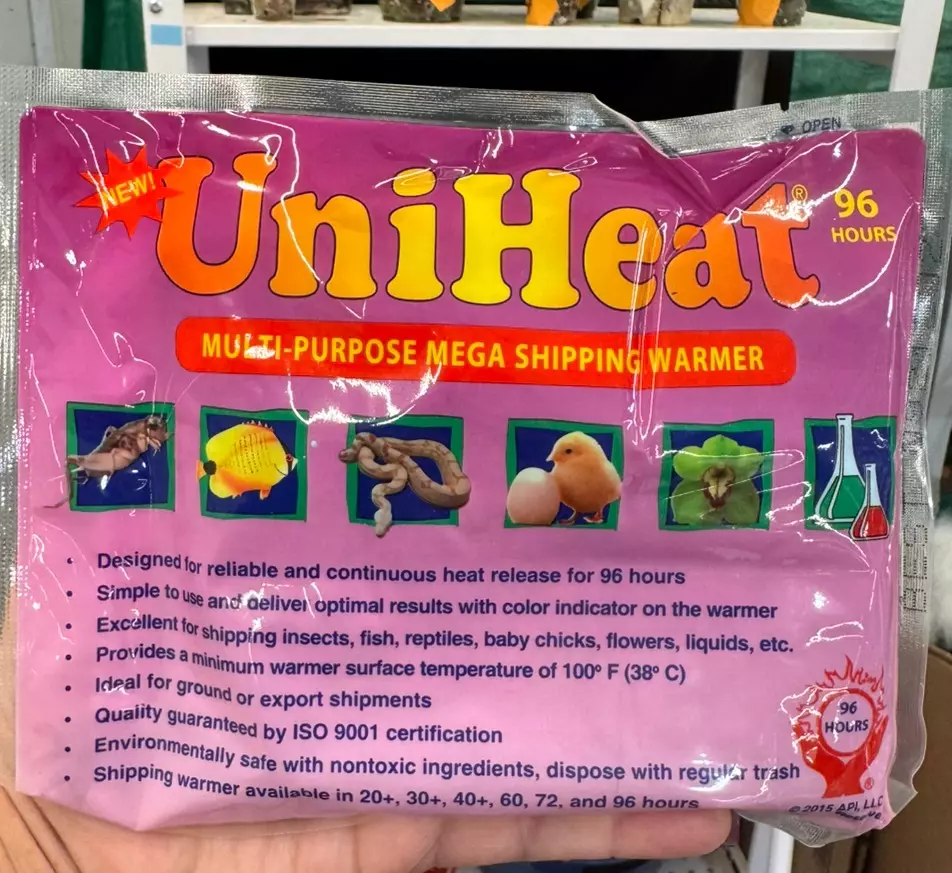 OPEN
NEW!
UniHeat®
96
HOURS
MULTI-PURPOSE MEGA SHIPPING WARMER
• Designed for reliable and continuous heat release for 96 hours
• Simple to use and deliver optimal results with color indicator on the warmer
• Excellent for shipping insects, fish, reptiles, baby chicks, flowers, liquids, etc.
• Provides a minimum warmer surface temperature of 100º F (38º C)
• Ideal for ground or export shipments
• Quality guaranteed by ISO 9001 certification
• Environmentally safe with nontoxic ingredients, dispose with regular trash
• Shipping warmer available in 20+, 30+, 40+, 60, 72, and 96 hours
96
HOURS
®
©2015 API, LLC